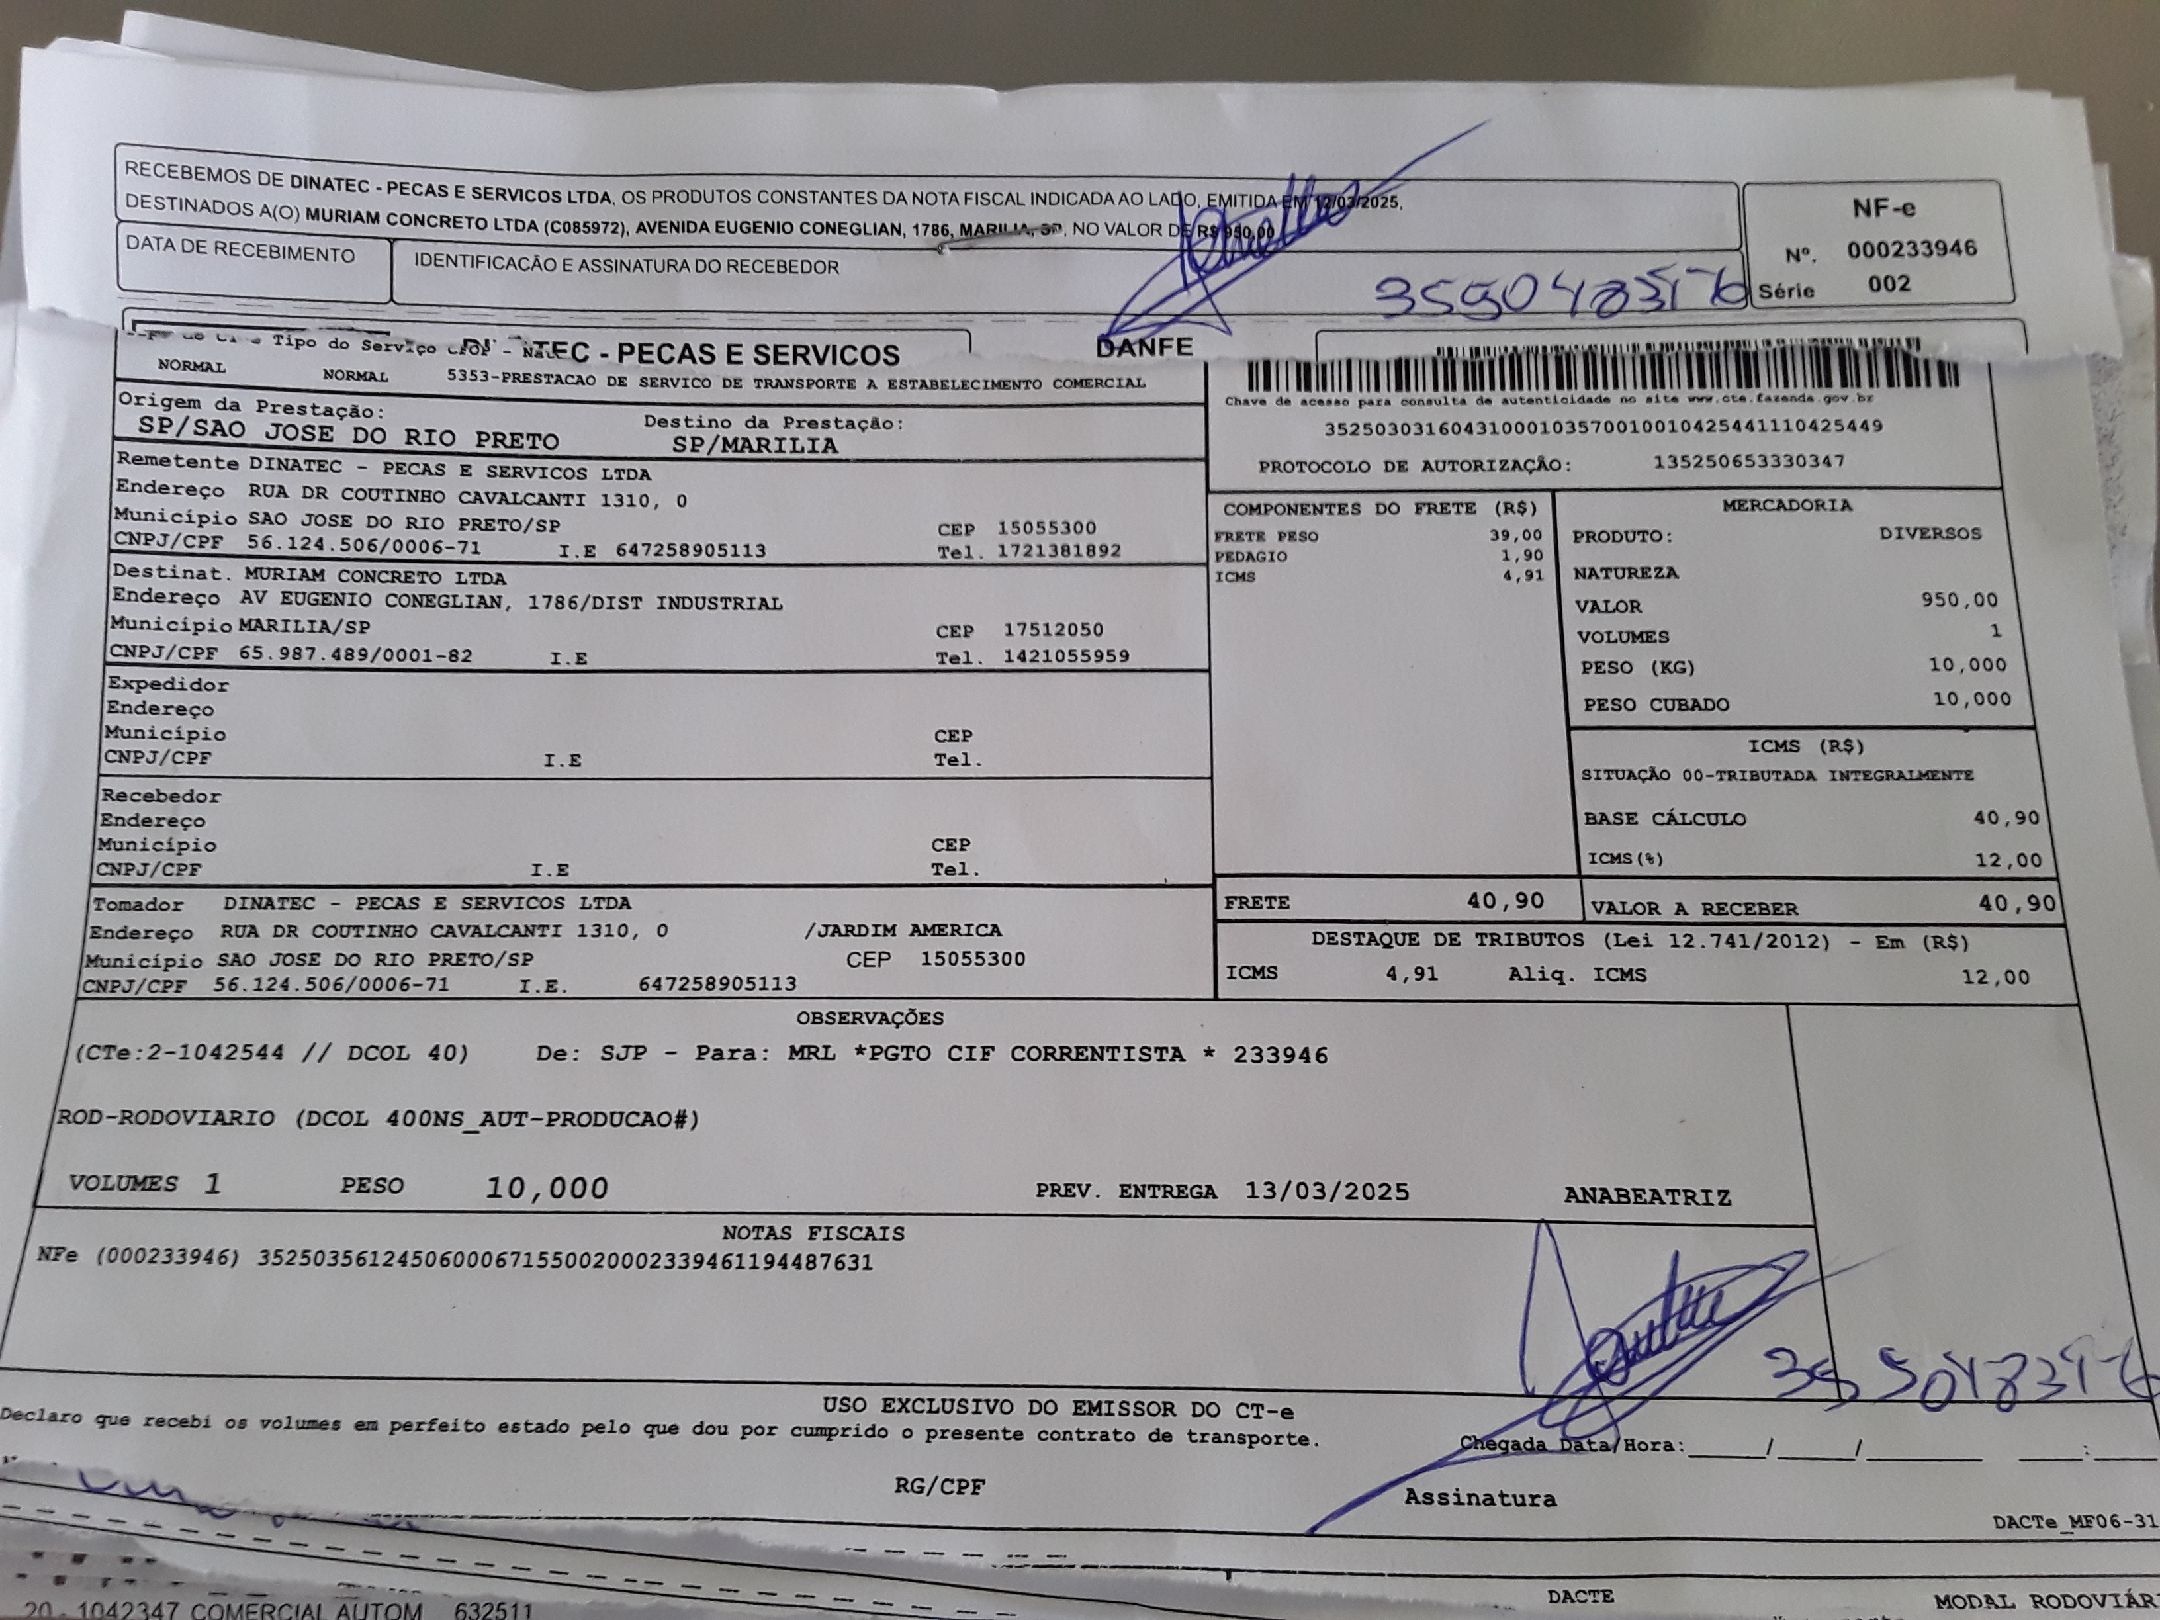 RECEBEMOS DE DINATEC - PECAS E SERVICOS LTDA, OS PRODUTOS CONSTANTES DA NOTA FISCAL INDICADA AO LADO, EMITIDA EM 12/03/2025,
DESTINADOS A(O) MURIAM CONCRETO LTDA (C085972), AVENIDA EUGENIO CONEGLIAN, 1786, MARILIA, SP, NO VALOR DE R$ 950,00
DATA DE RECEBIMENTO
IDENTIFICAÇÃO E ASSINATURA DO RECEBEDOR
NF-e
Nº. 000233946
Série 002
TEC - PECAS E SERVICOS
DANFE
Tipo do Serviço
NORMAL NORMAL 5353-PRESTACAO DE SERVICO DE TRANSPORTE A ESTABELECIMENTO COMERCIAL
Chave de acesso para consulta de autenticidade no site www.cte.fazenda.gov.br
35250303160431000103570010010425441110425449
PROTOCOLO DE AUTORIZAÇÃO: 135250653330347
Origem da Prestação: Destino da Prestação:
SP/SAO JOSE DO RIO PRETO SP/MARILIA
Remetente DINATEC - PECAS E SERVICOS LTDA
Endereço RUA DR COUTINHO CAVALCANTI 1310, 0
Município SAO JOSE DO RIO PRETO/SP CEP 15055300
CNPJ/CPF 56.124.506/0006-71 I.E 647258905113 Tel. 1721381892
Destinat. MURIAM CONCRETO LTDA
Endereço AV EUGENIO CONEGLIAN, 1786/DIST INDUSTRIAL
Município MARILIA/SP CEP 17512050
CNPJ/CPF 65.987.489/0001-82 I.E Tel. 1421055959
Expedidor
Endereço
Município CEP
CNPJ/CPF I.E Tel.
Recebedor
Endereço
Município CEP
CNPJ/CPF I.E Tel.
Tomador DINATEC - PECAS E SERVICOS LTDA
Endereço RUA DR COUTINHO CAVALCANTI 1310, 0 /JARDIM AMERICA
Município SAO JOSE DO RIO PRETO/SP CEP 15055300
CNPJ/CPF 56.124.506/0006-71 I.E. 647258905113
COMPONENTES DO FRETE (R$)
FRETE PESO 39,00
PEDAGIO 1,90
ICMS 4,91
MERCADORIA
PRODUTO: DIVERSOS
NATUREZA
VALOR 950,00
VOLUMES 1
PESO (KG) 10,000
PESO CUBADO 10,000
ICMS (R$)
SITUAÇÃO 00-TRIBUTADA INTEGRALMENTE
BASE CÁLCULO 40,90
ICMS(%) 12,00
FRETE 40,90 VALOR A RECEBER 40,90
DESTAQUE DE TRIBUTOS (Lei 12.741/2012) - Em (R$)
ICMS 4,91 Aliq. ICMS 12,00
OBSERVAÇÕES
(CTe:2-1042544 // DCOL 40) De: SJP - Para: MRL *PGTO CIF CORRENTISTA * 233946
ROD-RODOVIARIO (DCOL 400NS_AUT-PRODUCAO#)
VOLUMES 1 PESO 10,000 PREV. ENTREGA 13/03/2025 ANABEATRIZ
NOTAS FISCAIS
NFe (000233946) 35250356124506000671550020002339461194487631
USO EXCLUSIVO DO EMISSOR DO CT-e
Declaro que recebi os volumes em perfeito estado pelo que dou por cumprido o presente contrato de transporte.
Chegada Data/Hora:_____/_____/_______ ____:____
RG/CPF
Assinatura
DACTe_MF06-31
DACTE MODAL RODOVIÁR
20 - 1042347 COMERCIAL AUTOM 632511